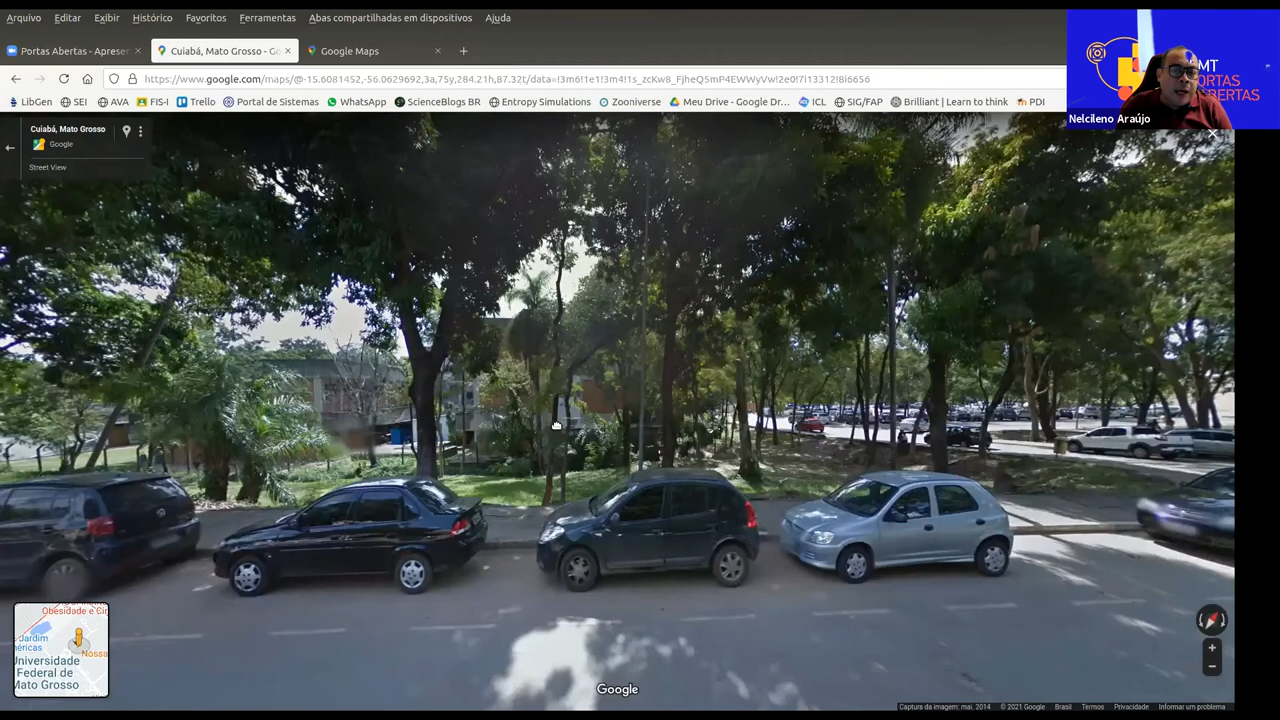 Arquivo Editar Exibir Histórico Favoritos Ferramentas Abas compartilhadas em dispositivos Ajuda
Portas Abertas - Apreser
Cuiabá, Mato Grosso - Go
Google Maps
https://www.google.com/maps/@-15.6081452,-56.0629692,3a,75y,284.21h,87.32t/data=!3m6!1e1!3m4!1s_zcKw8_FjheQ5mP4EWWyVw!2e0!7i13312!8i6656
LibGen SEI AVA FIS-I Trello Portal de Sistemas WhatsApp ScienceBlogs BR Entropy Simulations Zooniverse Meu Drive - Google Dr… ICL SIG/FAP Brilliant | Learn to think PDI
MT
PORTAS
ABERTAS
Nelcileno Araújo
Cuiabá, Mato Grosso
Google
Street View
Obesidade e Cir
Jardim
éricas
Nossa
Universidade
Federal de
Mato Grosso
Google
Captura da imagem: mai. 2014 © 2021 Google Brasil Termos Privacidade Informar um problema